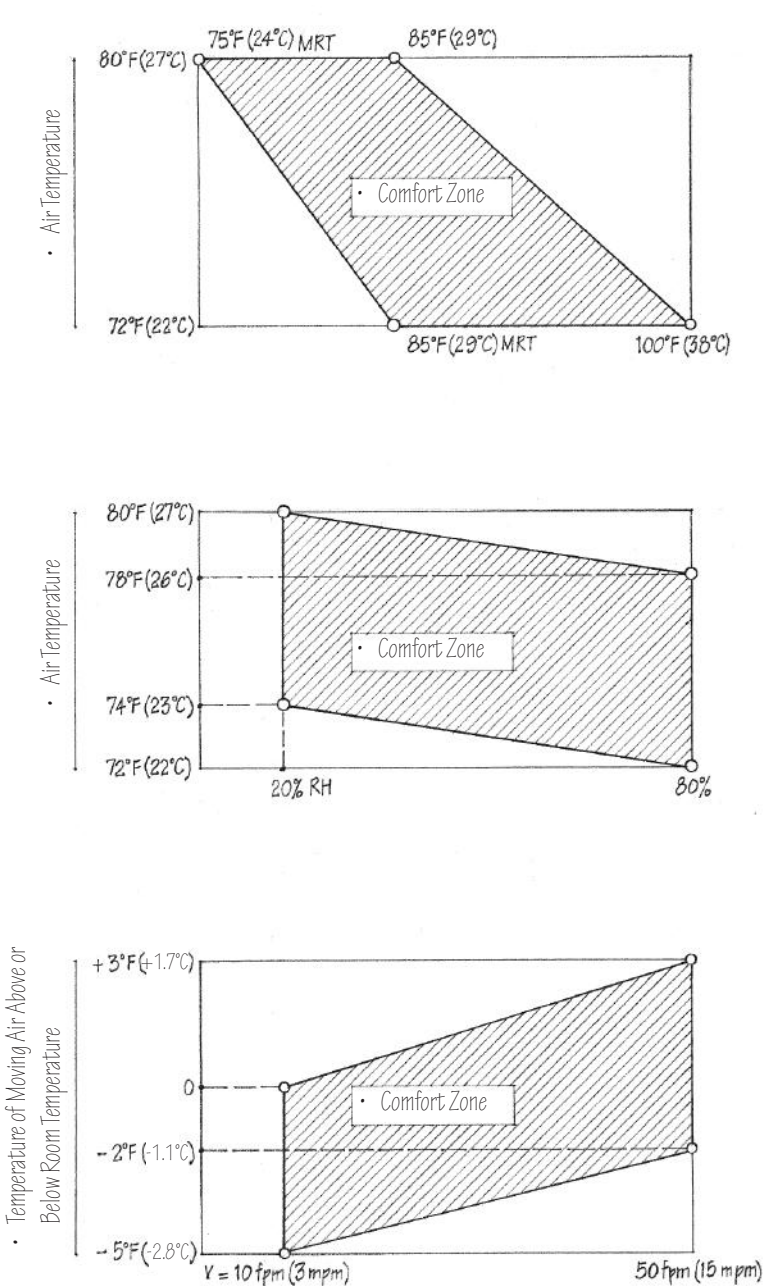 75°F (24°C) MRT
85°F (29°C)
80°F (27°C)
• Air Temperature
• Comfort Zone
72°F (22°C)
85°F (29°C) MRT
100°F (38°C)
80°F (27°C)
78°F (26°C)
• Air Temperature
• Comfort Zone
74°F (23°C)
72°F (22°C)
20% RH
80%
+ 3°F (+1.7°C)
• Temperature of Moving Air Above or
Below Room Temperature
0
• Comfort Zone
- 2°F (-1.1°C)
- 5°F (-2.8°C)
V = 10 fpm (3 mpm)
50 fpm (15 mpm)